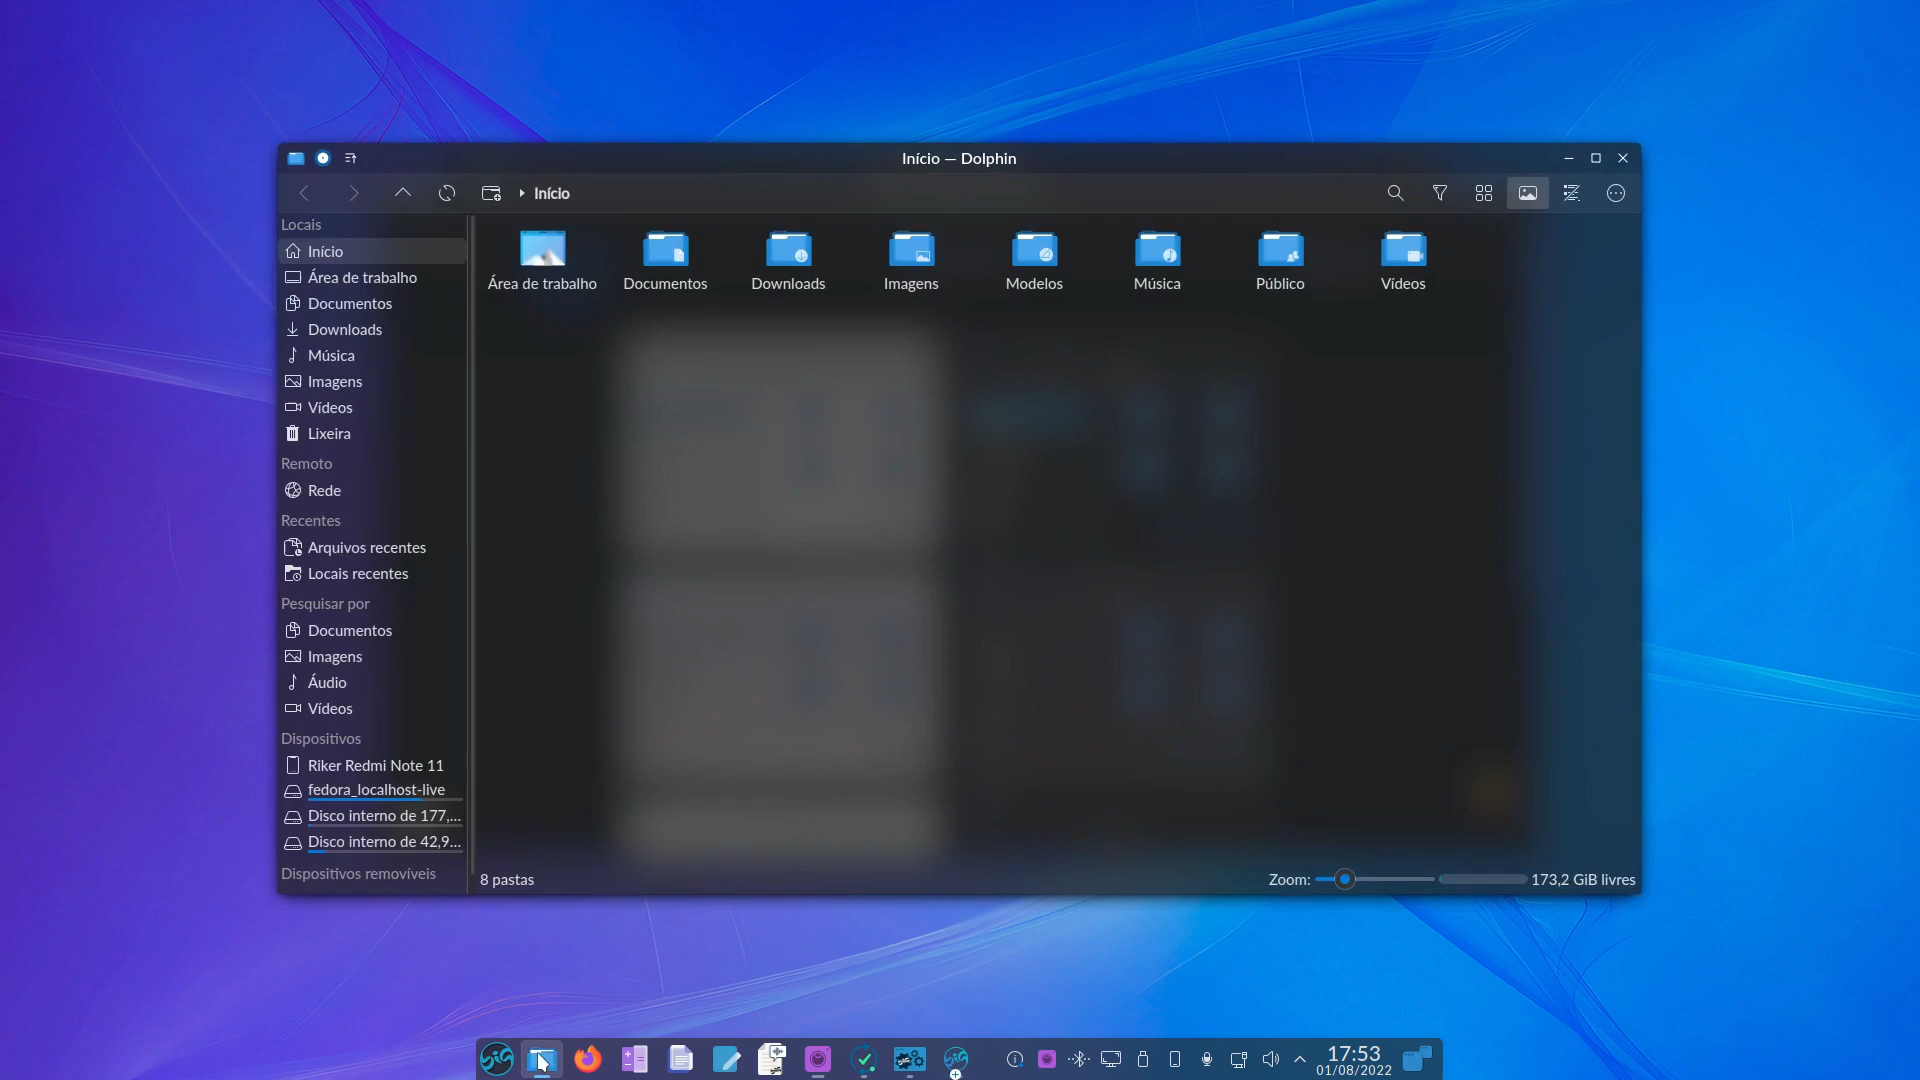 Início — Dolphin
Início
Locais
Início
Área de trabalho
Documentos
Downloads
Música
Imagens
Vídeos
Lixeira
Remoto
Rede
Recentes
Arquivos recentes
Locais recentes
Pesquisar por
Documentos
Imagens
Áudio
Vídeos
Dispositivos
Riker Redmi Note 11
fedora_localhost-live
Disco interno de 177,...
Disco interno de 42,9...
Dispositivos removíveis
Área de trabalho
Documentos
Downloads
Imagens
Modelos
Música
Público
Vídeos
8 pastas
Zoom:
173,2 GiB livres
17:53
01/08/2022